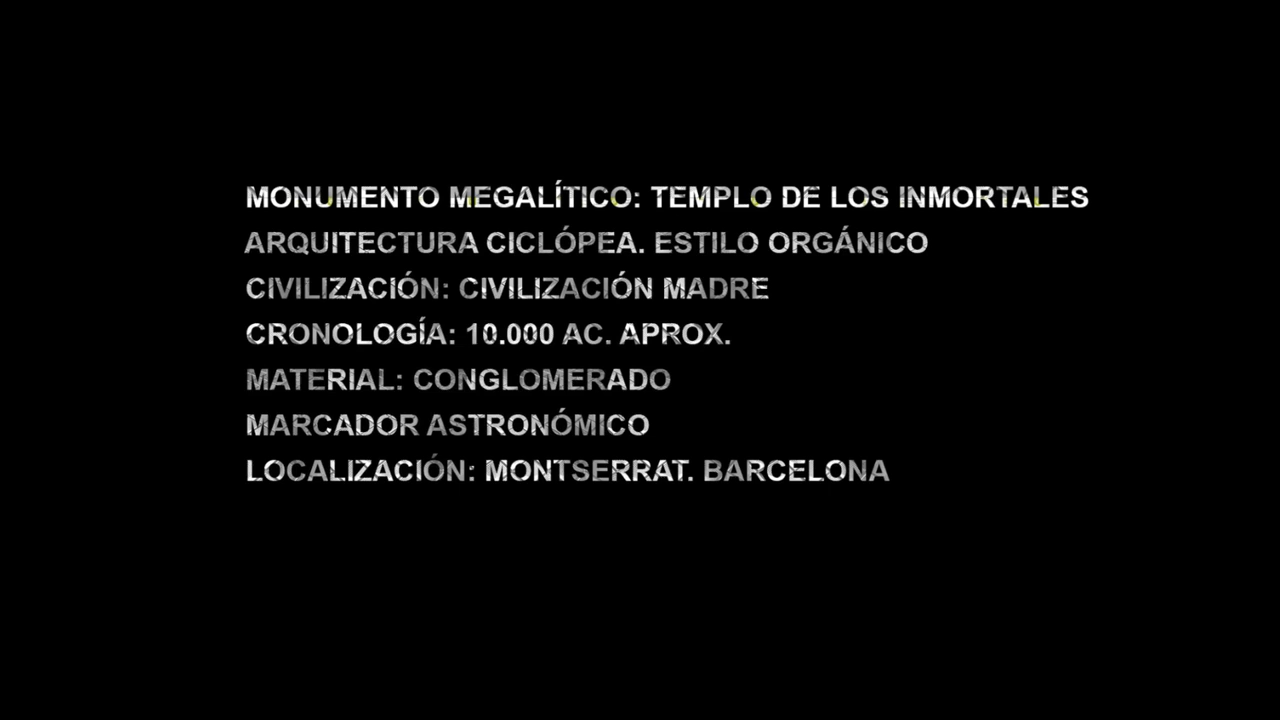 MONUMENTO MEGALÍTICO: TEMPLO DE LOS INMORTALES
ARQUITECTURA CICLÓPEA. ESTILO ORGÁNICO
CIVILIZACIÓN: CIVILIZACIÓN MADRE
CRONOLOGÍA: 10.000 AC. APROX.
MATERIAL: CONGLOMERADO
MARCADOR ASTRONÓMICO
LOCALIZACIÓN: MONTSERRAT. BARCELONA